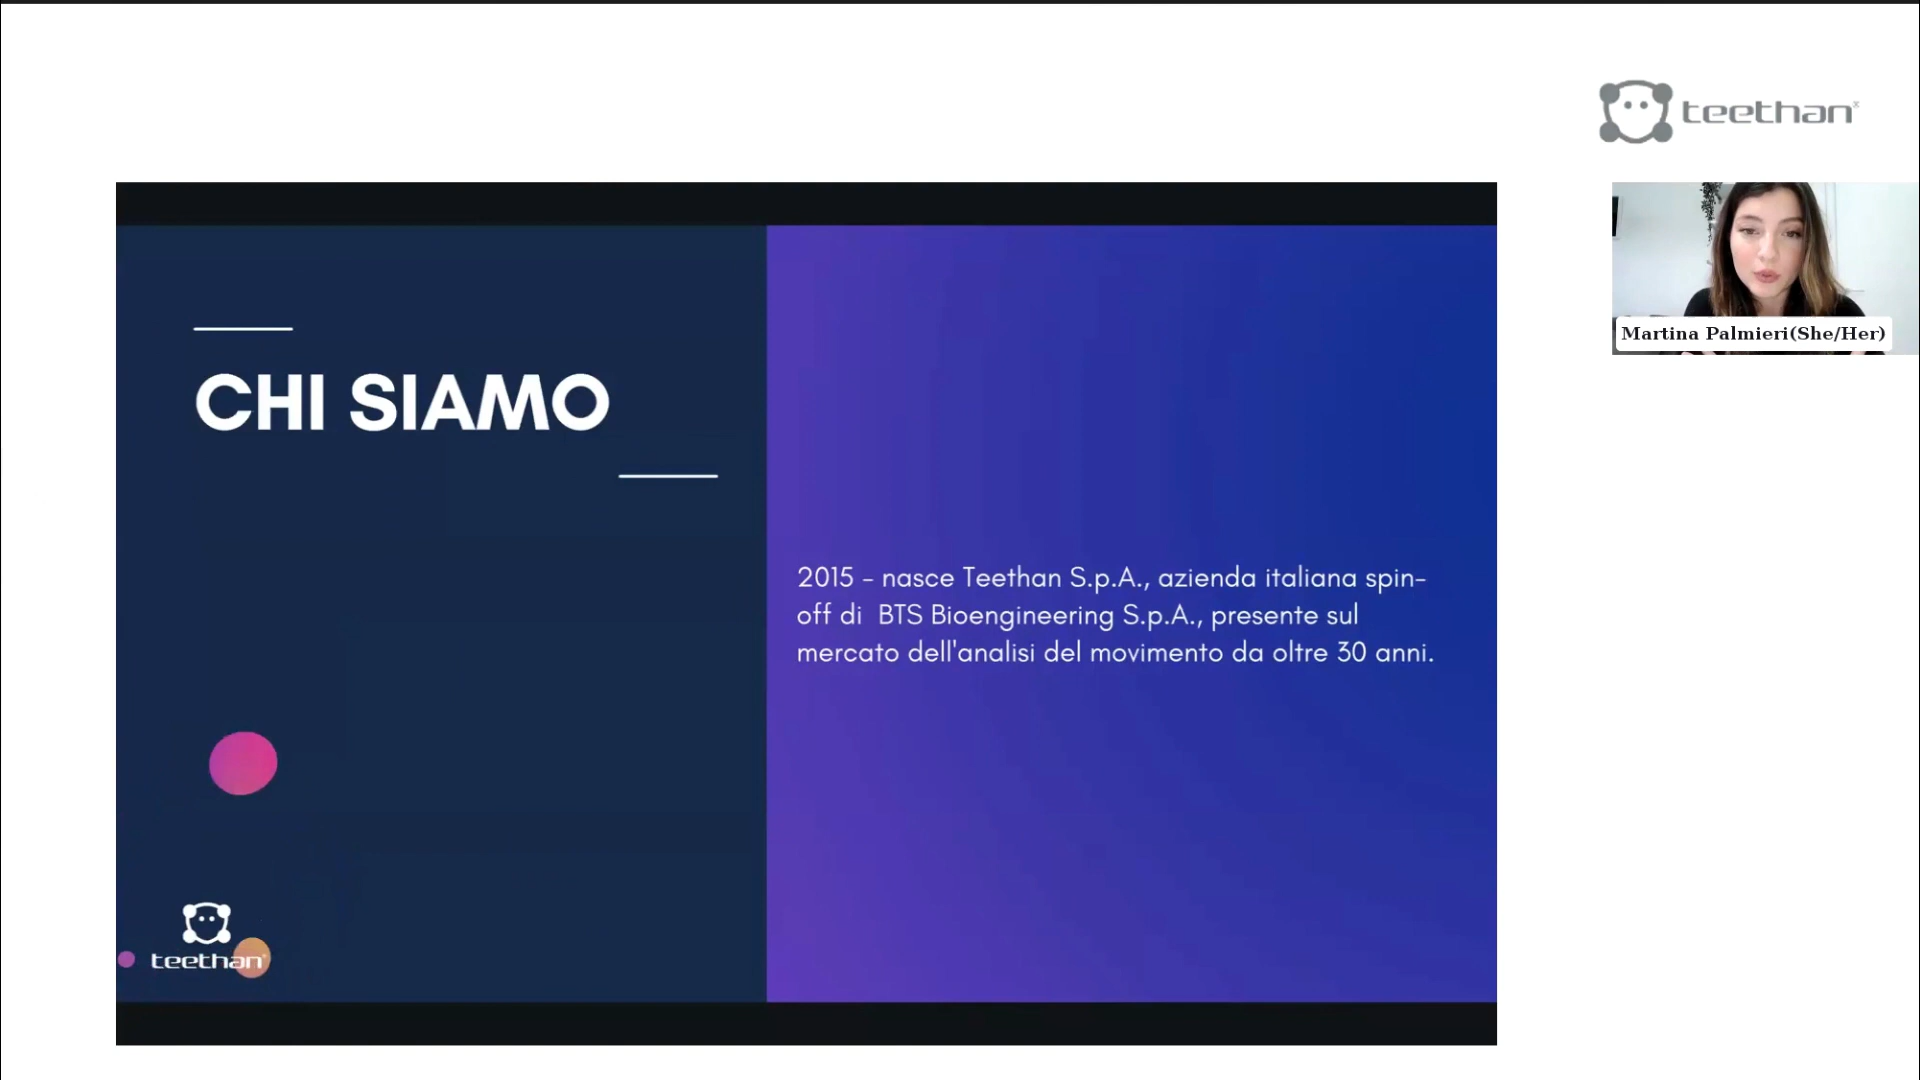 teethan
Martina Palmieri(She/Her)
CHI SIAMO
2015 - nasce Teethan S.p.A., azienda italiana spin-
off di BTS Bioengineering S.p.A., presente sul
mercato dell'analisi del movimento da oltre 30 anni.
teethan